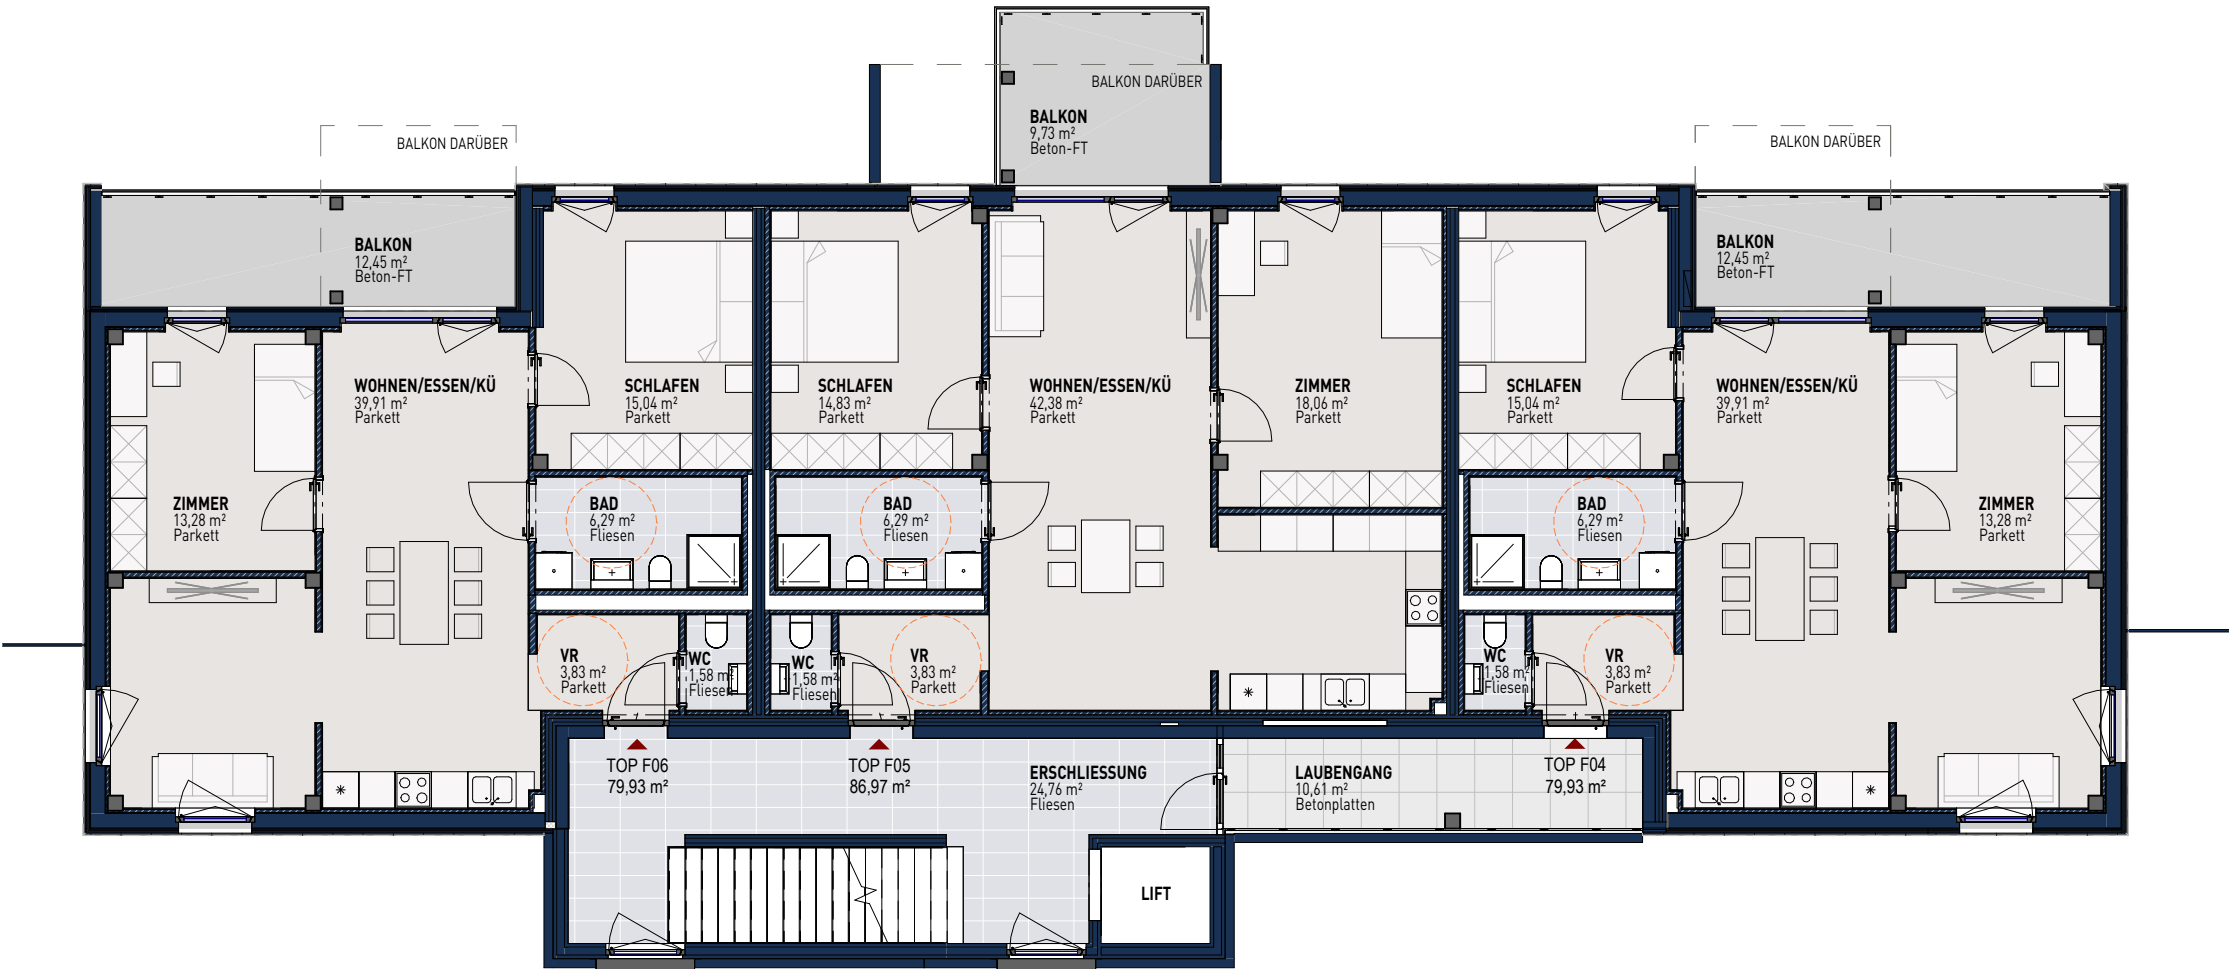 BALKON DARÜBER
BALKON
9,73 m²
Beton-FT
BALKON DARÜBER
BALKON DARÜBER
BALKON
12,45 m²
Beton-FT
BALKON
12,45 m²
Beton-FT
WOHNEN/ESSEN/KÜ
39,91 m²
Parkett
SCHLAFEN
15,04 m²
Parkett
SCHLAFEN
14,83 m²
Parkett
WOHNEN/ESSEN/KÜ
42,38 m²
Parkett
ZIMMER
18,06 m²
Parkett
SCHLAFEN
15,04 m²
Parkett
WOHNEN/ESSEN/KÜ
39,91 m²
Parkett
ZIMMER
13,28 m²
Parkett
BAD
6,29 m²
Fliesen
BAD
6,29 m²
Fliesen
BAD
6,29 m²
Fliesen
ZIMMER
13,28 m²
Parkett
VR
3,83 m²
Parkett
WC
1,58 m²
Fliesen
WC
1,58 m²
Fliesen
VR
3,83 m²
Parkett
WC
1,58 m²
Fliesen
VR
3,83 m²
Parkett
TOP F06
79,93 m²
TOP F05
86,97 m²
ERSCHLIESSUNG
24,76 m²
Fliesen
LAUBENGANG
10,61 m²
Betonplatten
TOP F04
79,93 m²
LIFT